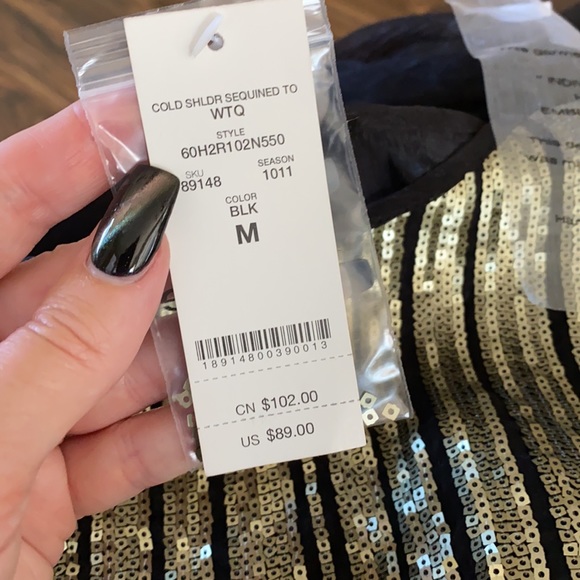 COLD SHLDR SEQUINED TO
WTQ
STYLE
60H2R102N550
SKU SEASON
89148 1011
COLOR
BLK
M
18914800390013
CN $102.00
US $89.00